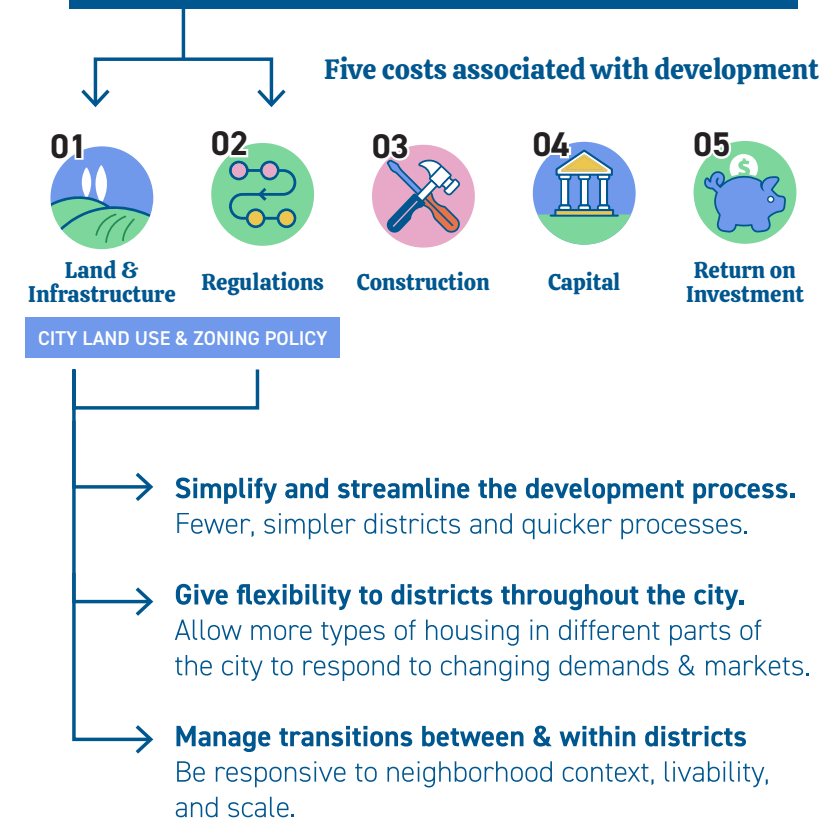 Five costs associated with development
01
02
03
04
05
$
Land &
Infrastructure
Regulations
Construction
Capital
Return on
Investment
CITY LAND USE & ZONING POLICY
Simplify and streamline the development process.
Fewer, simpler districts and quicker processes.
Give flexibility to districts throughout the city.
Allow more types of housing in different parts of
the city to respond to changing demands & markets.
Manage transitions between & within districts
Be responsive to neighborhood context, livability,
and scale.